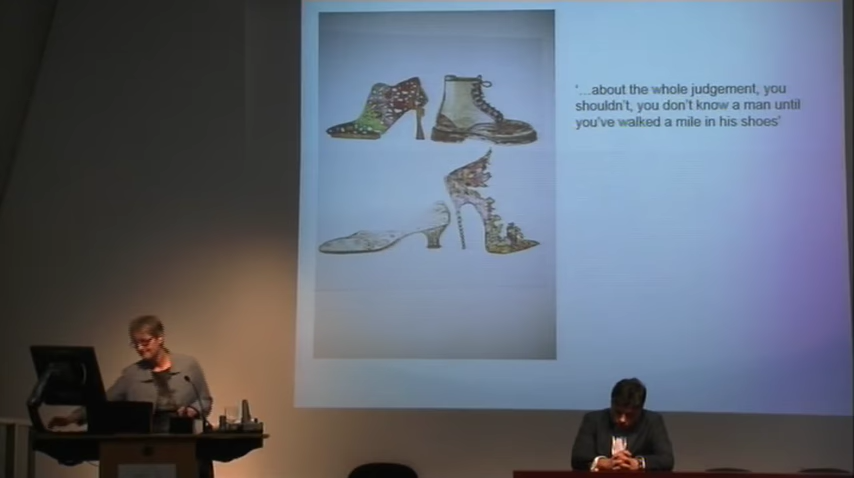 ‘…about the whole judgement, you
shouldn’t, you don’t know a man until
you’ve walked a mile in his shoes’